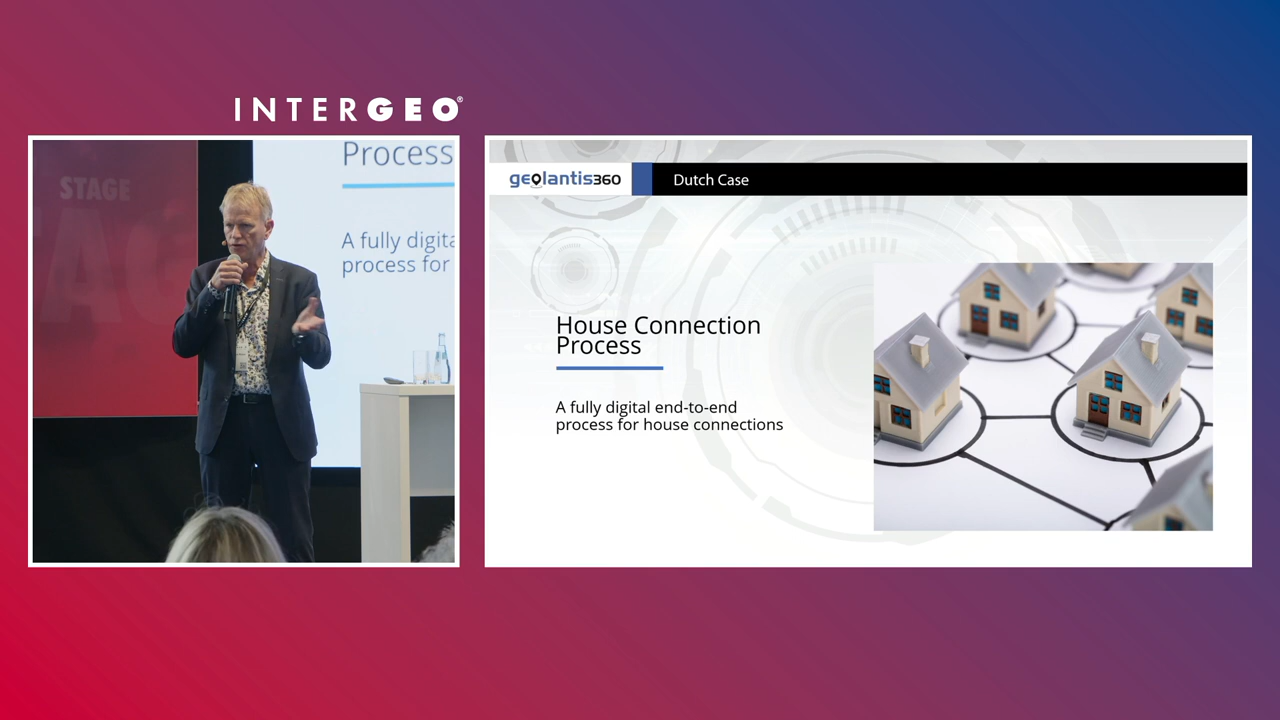 INTERGEO®
STAGE
Process
A fully digita
process for
geolantis360
Dutch Case
House Connection
Process
A fully digital end-to-end
process for house connections